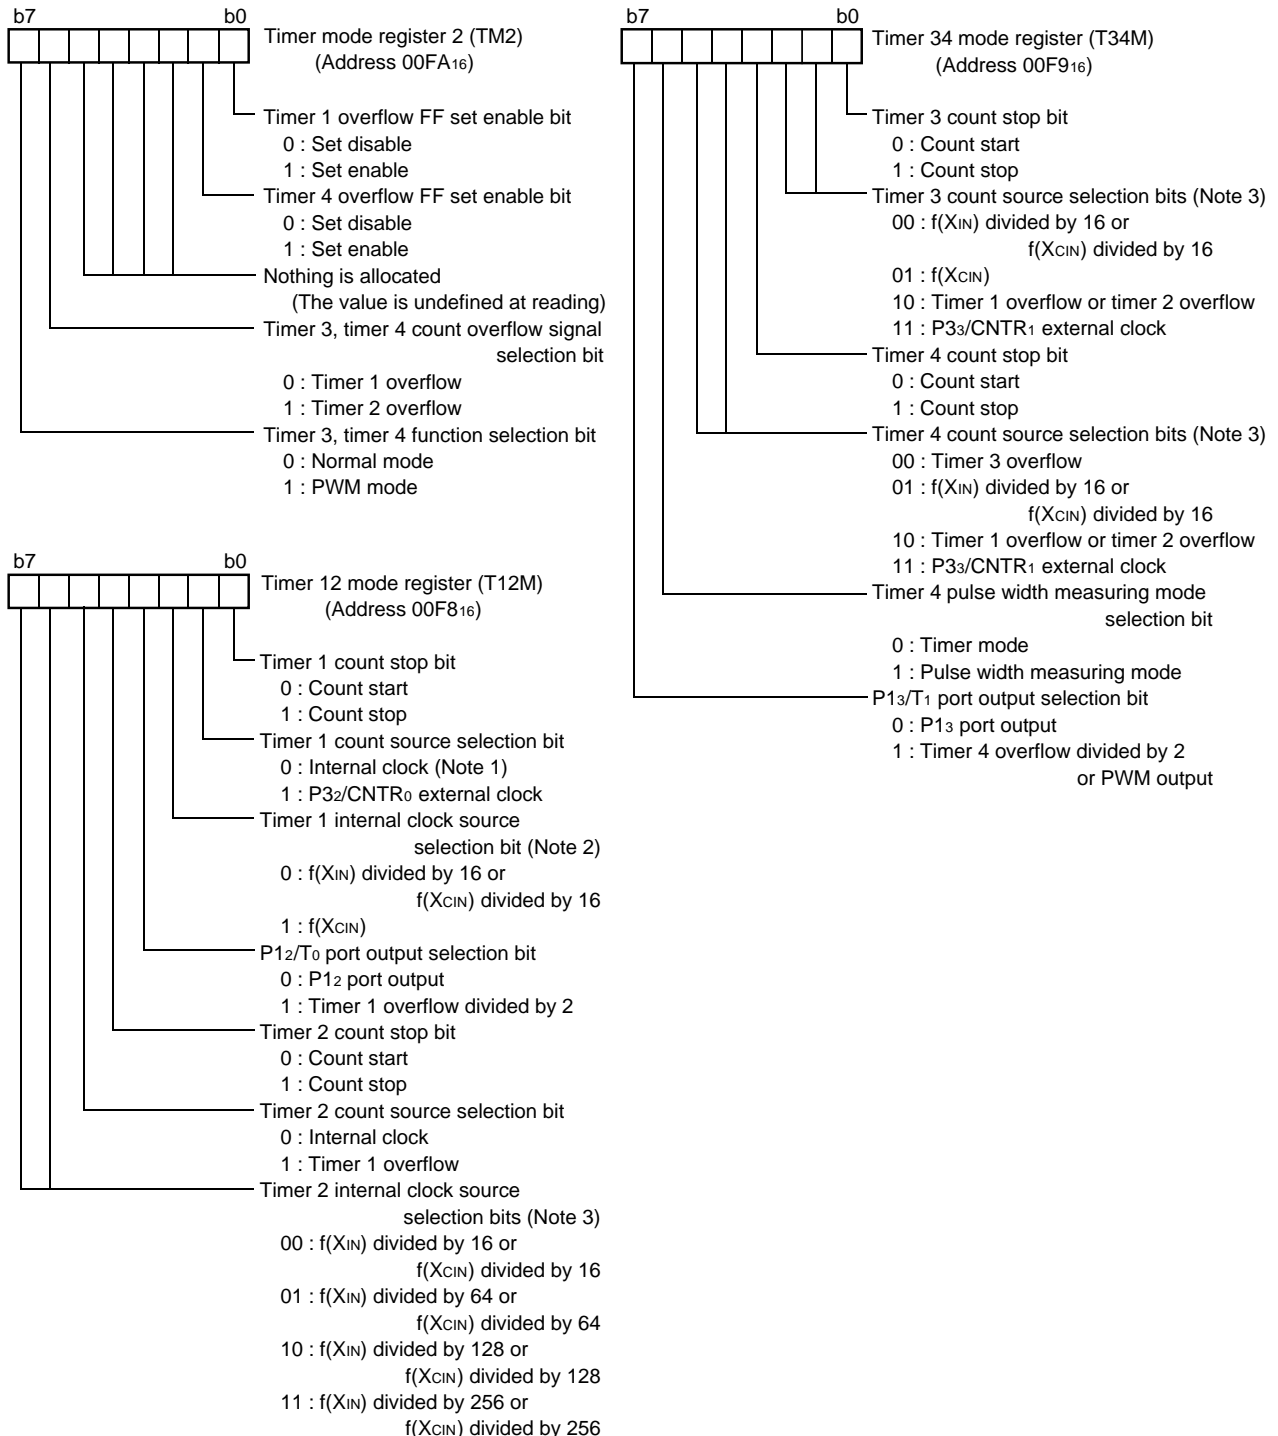 b7 b0
Timer mode register 2 (TM2)
(Address 00FA16)
Timer 1 overflow FF set enable bit
0 : Set disable
1 : Set enable
Timer 4 overflow FF set enable bit
0 : Set disable
1 : Set enable
Nothing is allocated
(The value is undefined at reading)
Timer 3, timer 4 count overflow signal
selection bit
0 : Timer 1 overflow
1 : Timer 2 overflow
Timer 3, timer 4 function selection bit
0 : Normal mode
1 : PWM mode
b7 b0
Timer 12 mode register (T12M)
(Address 00F816)
Timer 1 count stop bit
0 : Count start
1 : Count stop
Timer 1 count source selection bit
0 : Internal clock (Note 1)
1 : P32/CNTR0 external clock
Timer 1 internal clock source
selection bit (Note 2)
0 : f(XIN) divided by 16 or
f(XCIN) divided by 16
1 : f(XCIN)
P12/T0 port output selection bit
0 : P12 port output
1 : Timer 1 overflow divided by 2
Timer 2 count stop bit
0 : Count start
1 : Count stop
Timer 2 count source selection bit
0 : Internal clock
1 : Timer 1 overflow
Timer 2 internal clock source
selection bits (Note 3)
00 : f(XIN) divided by 16 or
f(XCIN) divided by 16
01 : f(XIN) divided by 64 or
f(XCIN) divided by 64
10 : f(XIN) divided by 128 or
f(XCIN) divided by 128
11 : f(XIN) divided by 256 or
f(XCIN) divided by 256
b7 b0
Timer 34 mode register (T34M)
(Address 00F916)
Timer 3 count stop bit
0 : Count start
1 : Count stop
Timer 3 count source selection bits (Note 3)
00 : f(XIN) divided by 16 or
f(XCIN) divided by 16
01 : f(XCIN)
10 : Timer 1 overflow or timer 2 overflow
11 : P33/CNTR1 external clock
Timer 4 count stop bit
0 : Count start
1 : Count stop
Timer 4 count source selection bits (Note 3)
00 : Timer 3 overflow
01 : f(XIN) divided by 16 or
f(XCIN) divided by 16
10 : Timer 1 overflow or timer 2 overflow
11 : P33/CNTR1 external clock
Timer 4 pulse width measuring mode
selection bit
0 : Timer mode
1 : Pulse width measuring mode
P13/T1 port output selection bit
0 : P13 port output
1 : Timer 4 overflow divided by 2
or PWM output